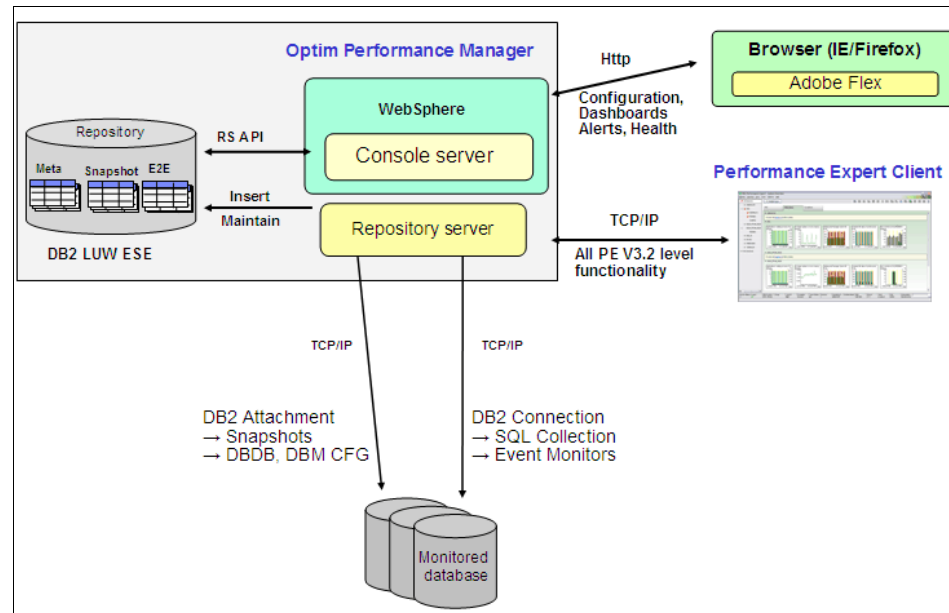 Optim Performance Manager
Browser (IE/Firefox)
Adobe Flex
Http
Configuration,
Dashboards
Alerts, Health
WebSphere
Console server
Repository
Meta
Snapshot
E2E
DB2 LUW ESE
RS API
Insert
Maintain
Repository server
Performance Expert Client
TCP/IP
All PE V3.2 level
functionality
TCP/IP
TCP/IP
DB2 Attachment
→ Snapshots
→ DBDB, DBM CFG
DB2 Connection
→ SQL Collection
→ Event Monitors
Monitored
database